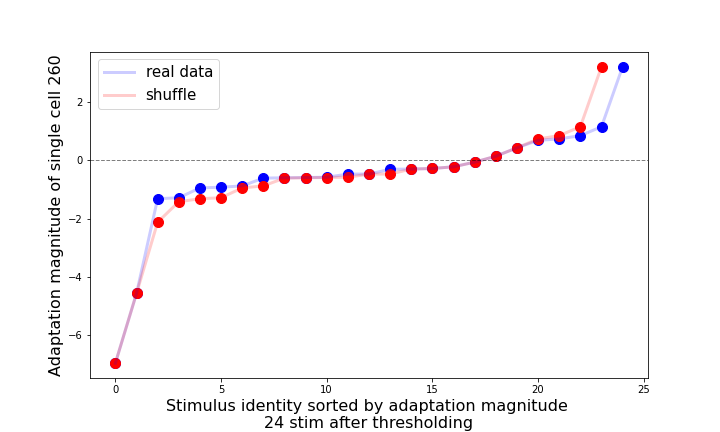 real data
shuffle
Adaptation magnitude of single cell 260
2
0
−2
−4
−6
0
5
10
15
20
25
Stimulus identity sorted by adaptation magnitude
24 stim after thresholding